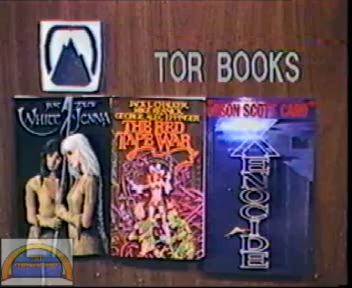 TOR BOOKS
WHITE JENNA
JACK L. CHALKER
MIKE RESNICK
GEORGE ALEC EFFINGER
THE RED
TAPE WAR
ORSON SCOTT CARD
XENOCIDE